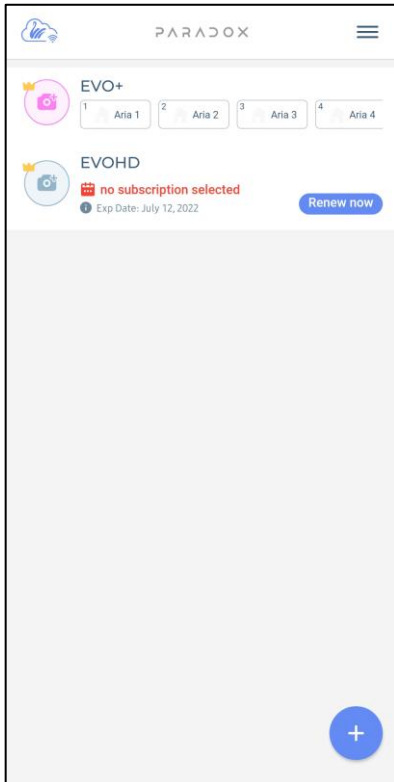 PARADOX
EVO+
1 Aria 1 2 Aria 2 3 Aria 3 4 Aria 4
EVOHD
no subscription selected
Exp Date: July 12, 2022 Renew now